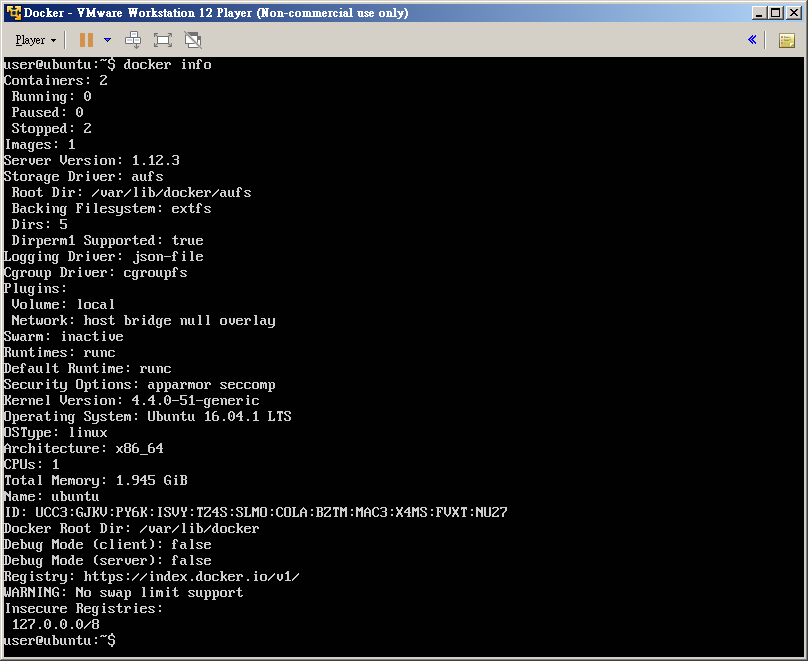 Docker - VMware Workstation 12 Player (Non-commercial use only)
Player
user@ubuntu:~$ docker info
Containers: 2
 Running: 0
 Paused: 0
 Stopped: 2
Images: 1
Server Version: 1.12.3
Storage Driver: aufs
 Root Dir: /var/lib/docker/aufs
 Backing Filesystem: extfs
 Dirs: 5
 Dirperm1 Supported: true
Logging Driver: json-file
Cgroup Driver: cgroupfs
Plugins:
 Volume: local
 Network: host bridge null overlay
Swarm: inactive
Runtimes: runc
Default Runtime: runc
Security Options: apparmor seccomp
Kernel Version: 4.4.0-51-generic
Operating System: Ubuntu 16.04.1 LTS
OSType: linux
Architecture: x86_64
CPUs: 1
Total Memory: 1.945 GiB
Name: ubuntu
ID: UCC3:GJKV:PY6K:ISVY:TZ4S:SLMO:COLA:BZTM:MAC3:X4MS:FVXT:NU27
Docker Root Dir: /var/lib/docker
Debug Mode (client): false
Debug Mode (server): false
Registry: https://index.docker.io/v1/
WARNING: No swap limit support
Insecure Registries:
 127.0.0.0/8
user@ubuntu:~$